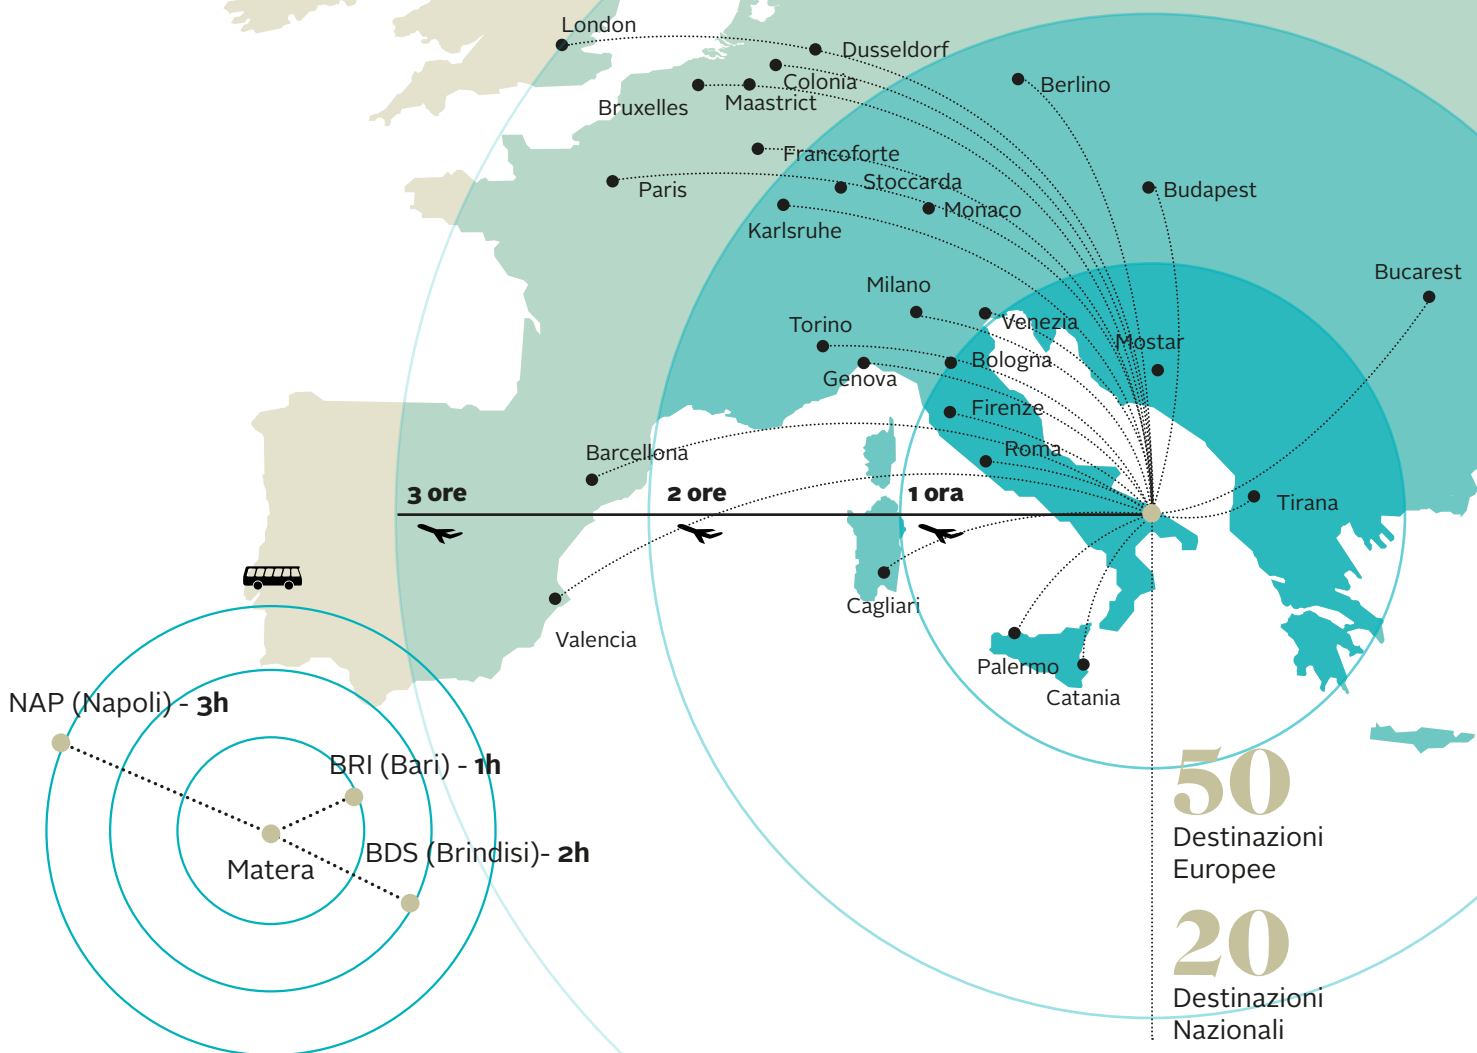 London
Dusseldorf
Colonia
Berlino
Bruxelles
Maastrict
Francoforte
Paris
Stoccarda
Budapest
Monaco
Karlsruhe
Bucarest
Milano
Venezia
Torino
Mostar
Bologna
Genova
Firenze
Roma
Barcellona
3 ore
2 ore
1 ora
Tirana
Cagliari
Valencia
Palermo
Catania
NAP (Napoli) - 3h
BRI (Bari) - 1h
BDS (Brindisi)- 2h
Matera
50
Destinazioni
Europee
20
Destinazioni
Nazionali